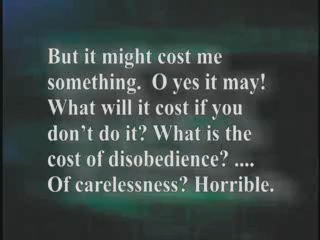 But it might cost me
something.  O yes it may!
What will it cost if you
don't do it? What is the
cost of disobedience? ....
Of carelessness? Horrible.